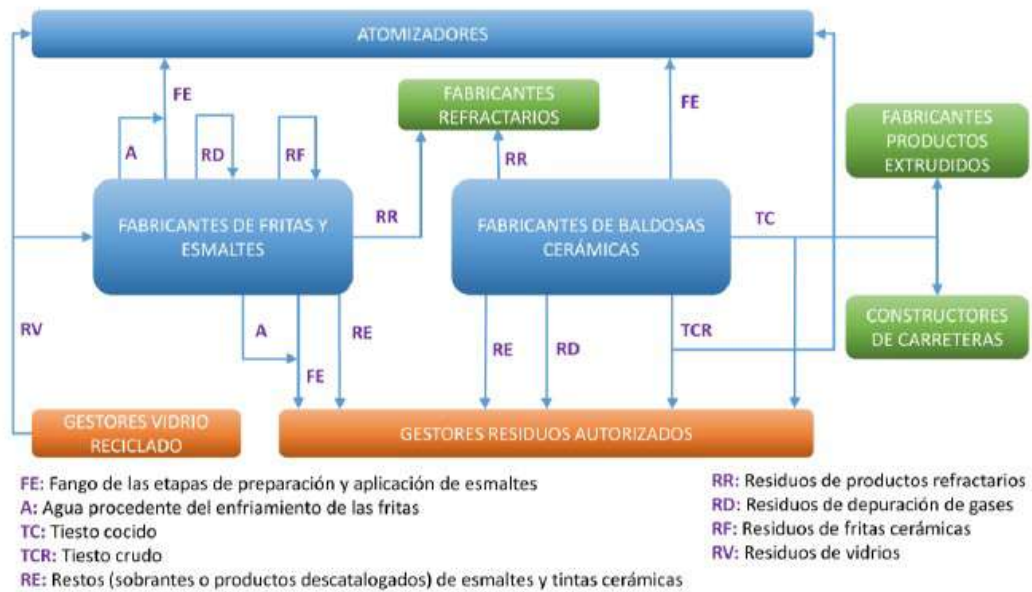 ATOMIZADORES
FE
FABRICANTES
REFRACTARIOS
FE
FABRICANTES
PRODUCTOS
EXTRUDIDOS
A
RD
RF
RR
FABRICANTES DE FRITAS Y
ESMALTES
RR
FABRICANTES DE BALDOSAS
CERÁMICAS
TC
RV
A
RE
FE
RE
RD
TCR
CONSTRUCTORES
DE CARRETERAS
GESTORES VIDRIO
RECICLADO
GESTORES RESIDUOS AUTORIZADOS
FE: Fango de las etapas de preparación y aplicación de esmaltes
A: Agua procedente del enfriamiento de las fritas
TC: Tiesto cocido
TCR: Tiesto crudo
RE: Restos (sobrantes o productos descatalogados) de esmaltes y tintas cerámicas
RR: Residuos de productos refractarios
RD: Residuos de depuración de gases
RF: Residuos de fritas cerámicas
RV: Residuos de vidrios